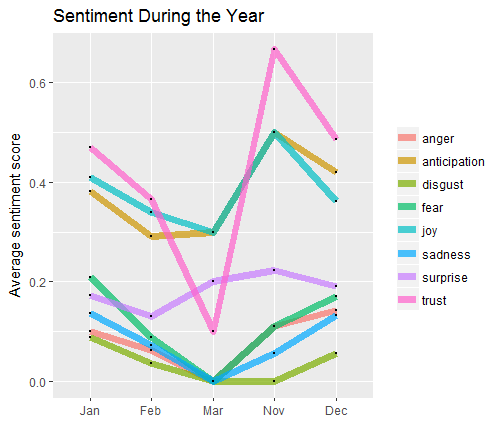 Sentiment During the Year
Average sentiment score
0.6
0.4
0.2
0.0
Jan Feb Mar Nov Dec
anger
anticipation
disgust
fear
joy
sadness
surprise
trust